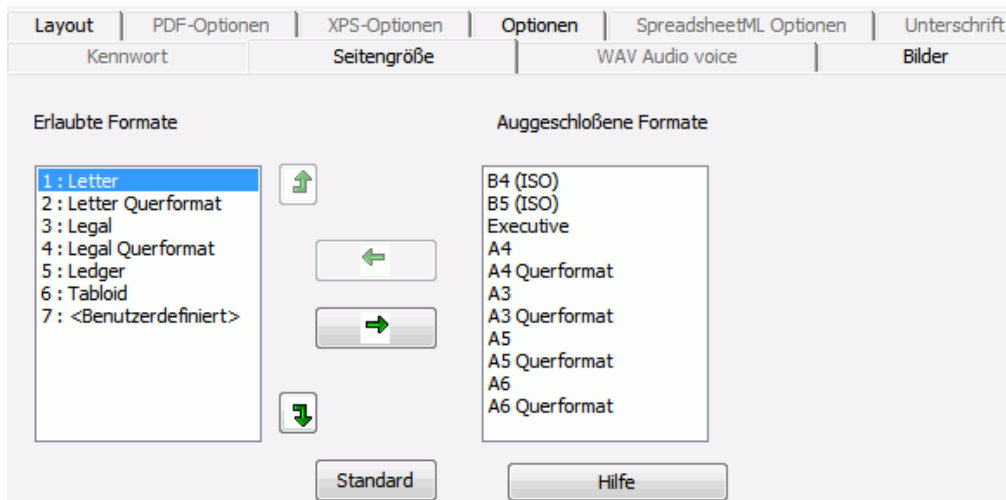 Layout PDF-Optionen XPS-Optionen Optionen SpreadsheetML Optionen Unterschrift
Kennwort Seitengröße WAV Audio voice Bilder
Erlaubte Formate Auggeschloßene Formate
1 : Letter
2 : Letter Querformat
3 : Legal
4 : Legal Querformat
5 : Ledger
6 : Tabloid
7 : <Benutzerdefiniert>
B4 (ISO)
B5 (ISO)
Executive
A4
A4 Querformat
A3
A3 Querformat
A5
A5 Querformat
A6
A6 Querformat
Standard Hilfe